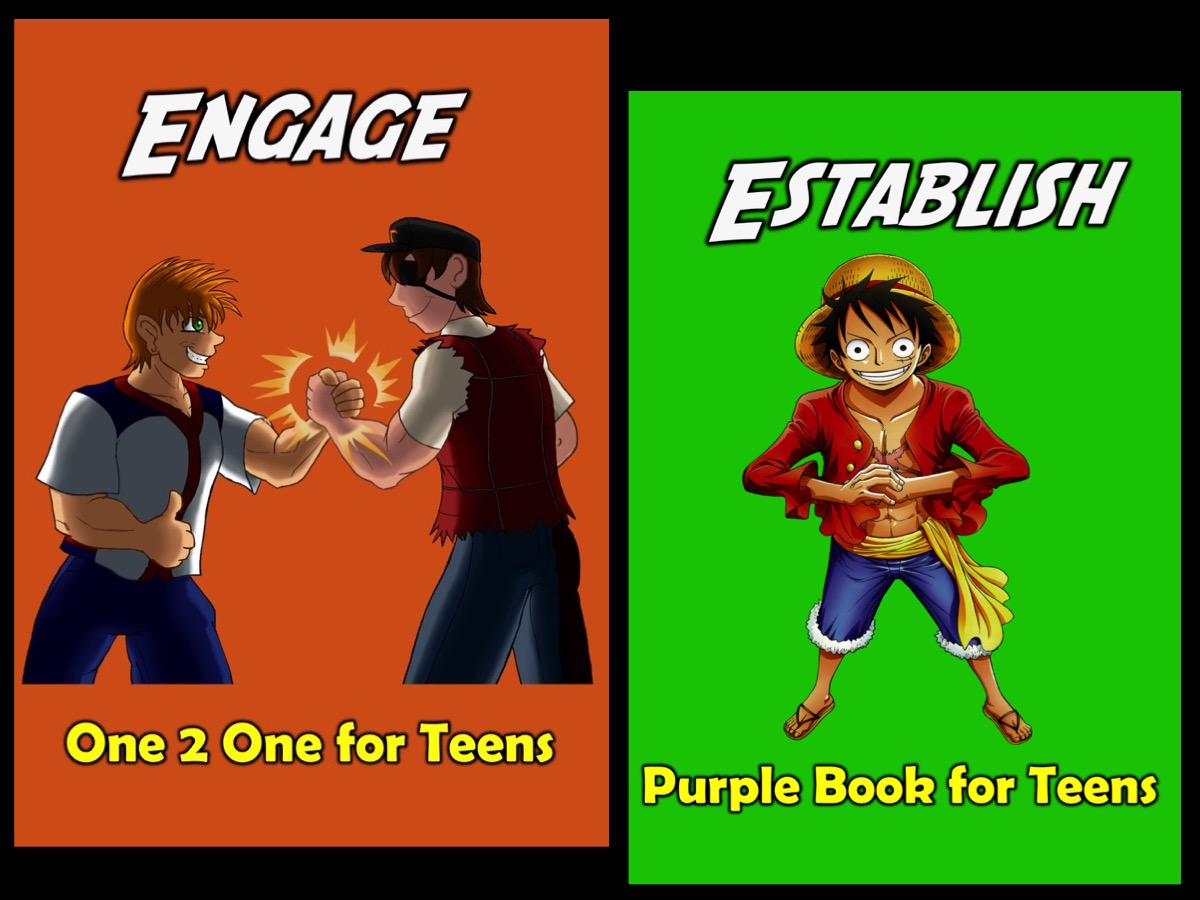 Engage
One 2 One for Teens
Establish
Purple Book for Teens